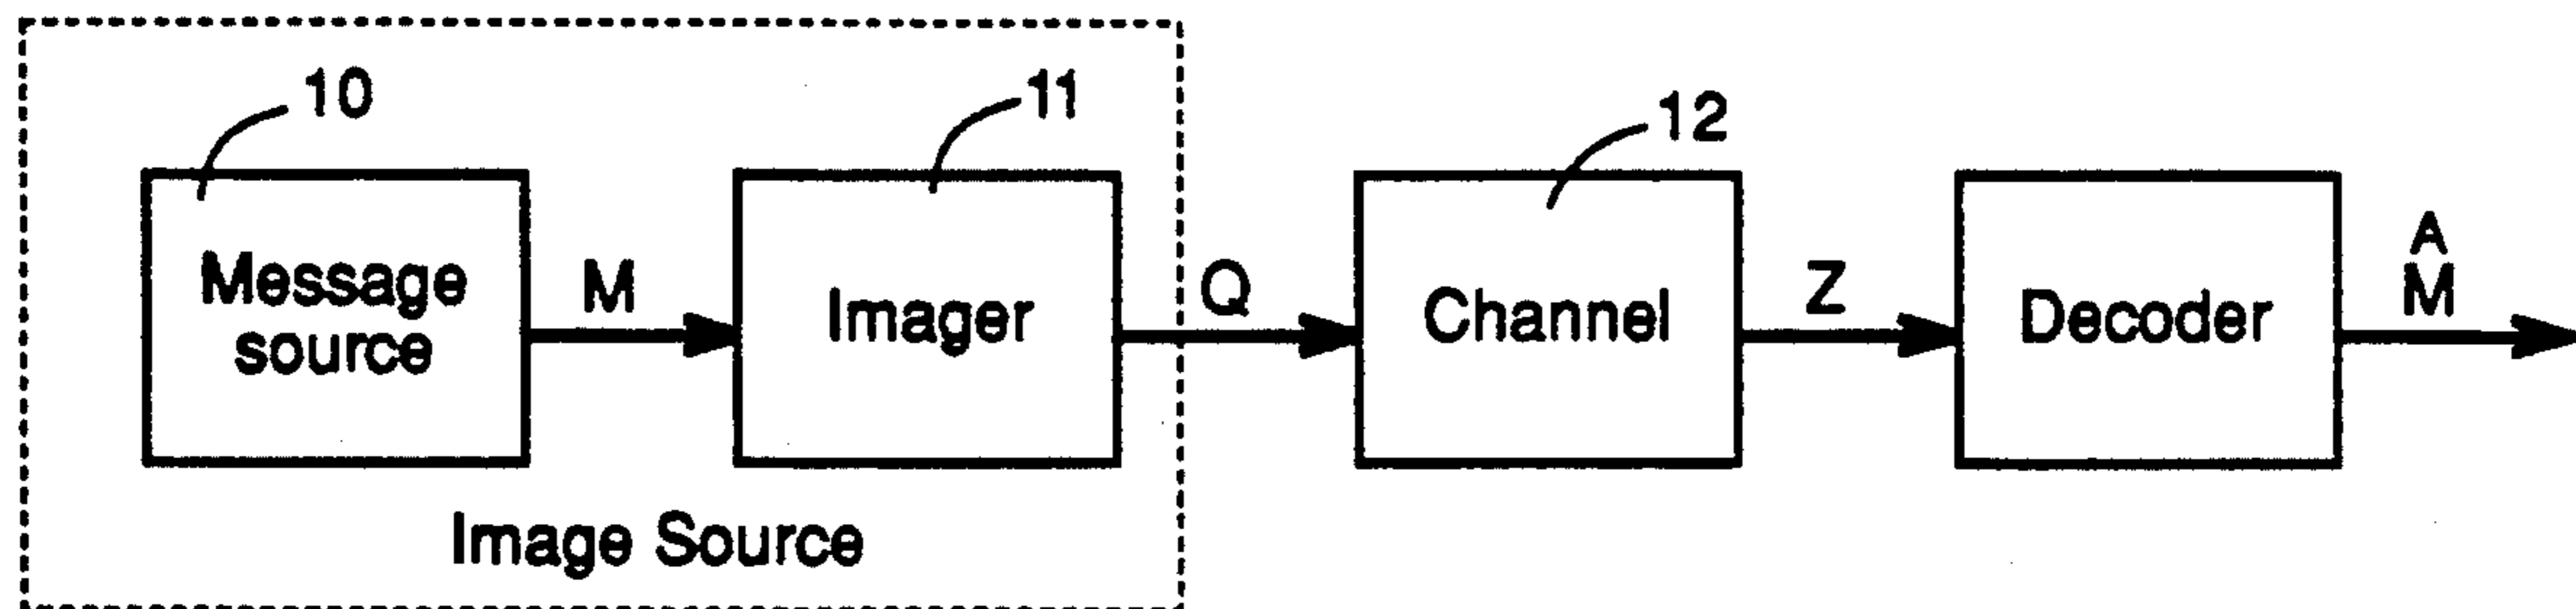 10
11
12
Message
source
M
Imager
Q
Channel
Z
Decoder
^
M
Image Source